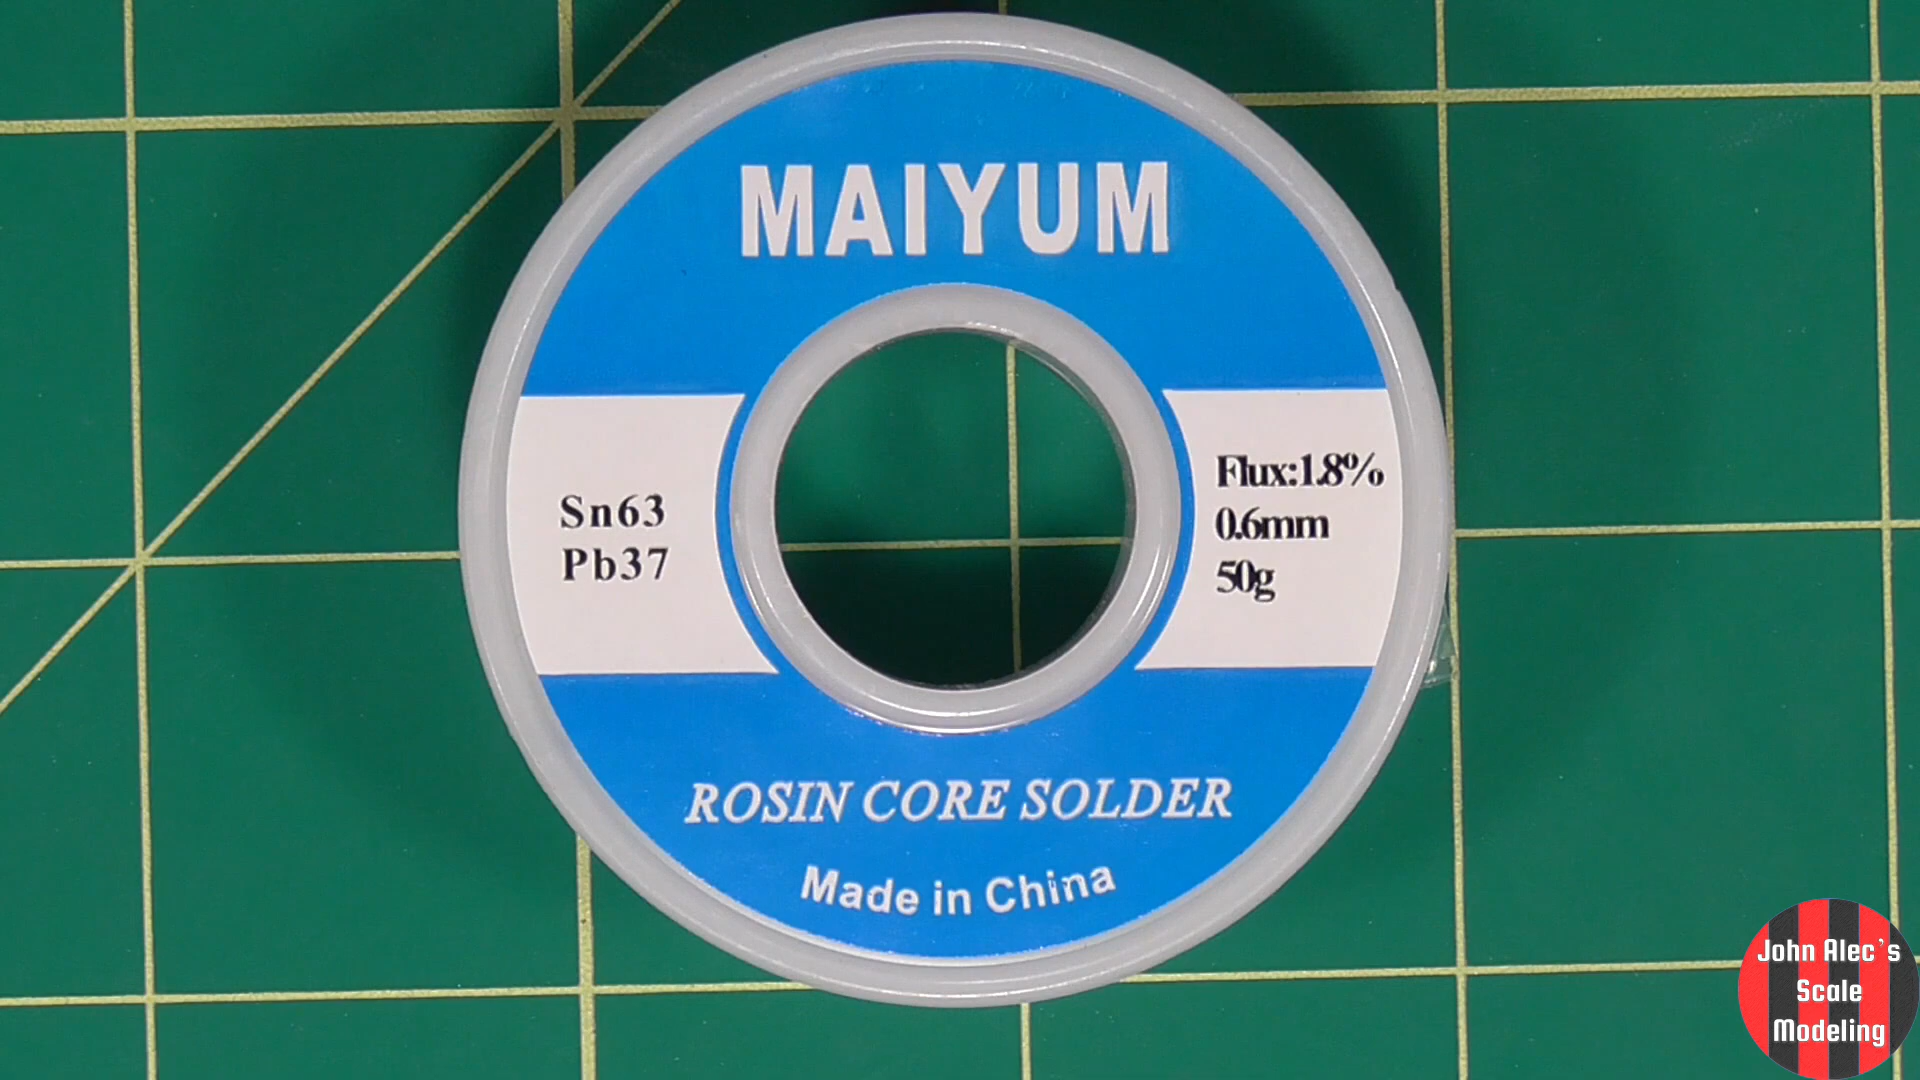 MAIYUM
Sn63
Pb37
Flux:1.8%
0.6mm
50g
ROSIN CORE SOLDER
Made in China
John Alec's
Scale
Modeling